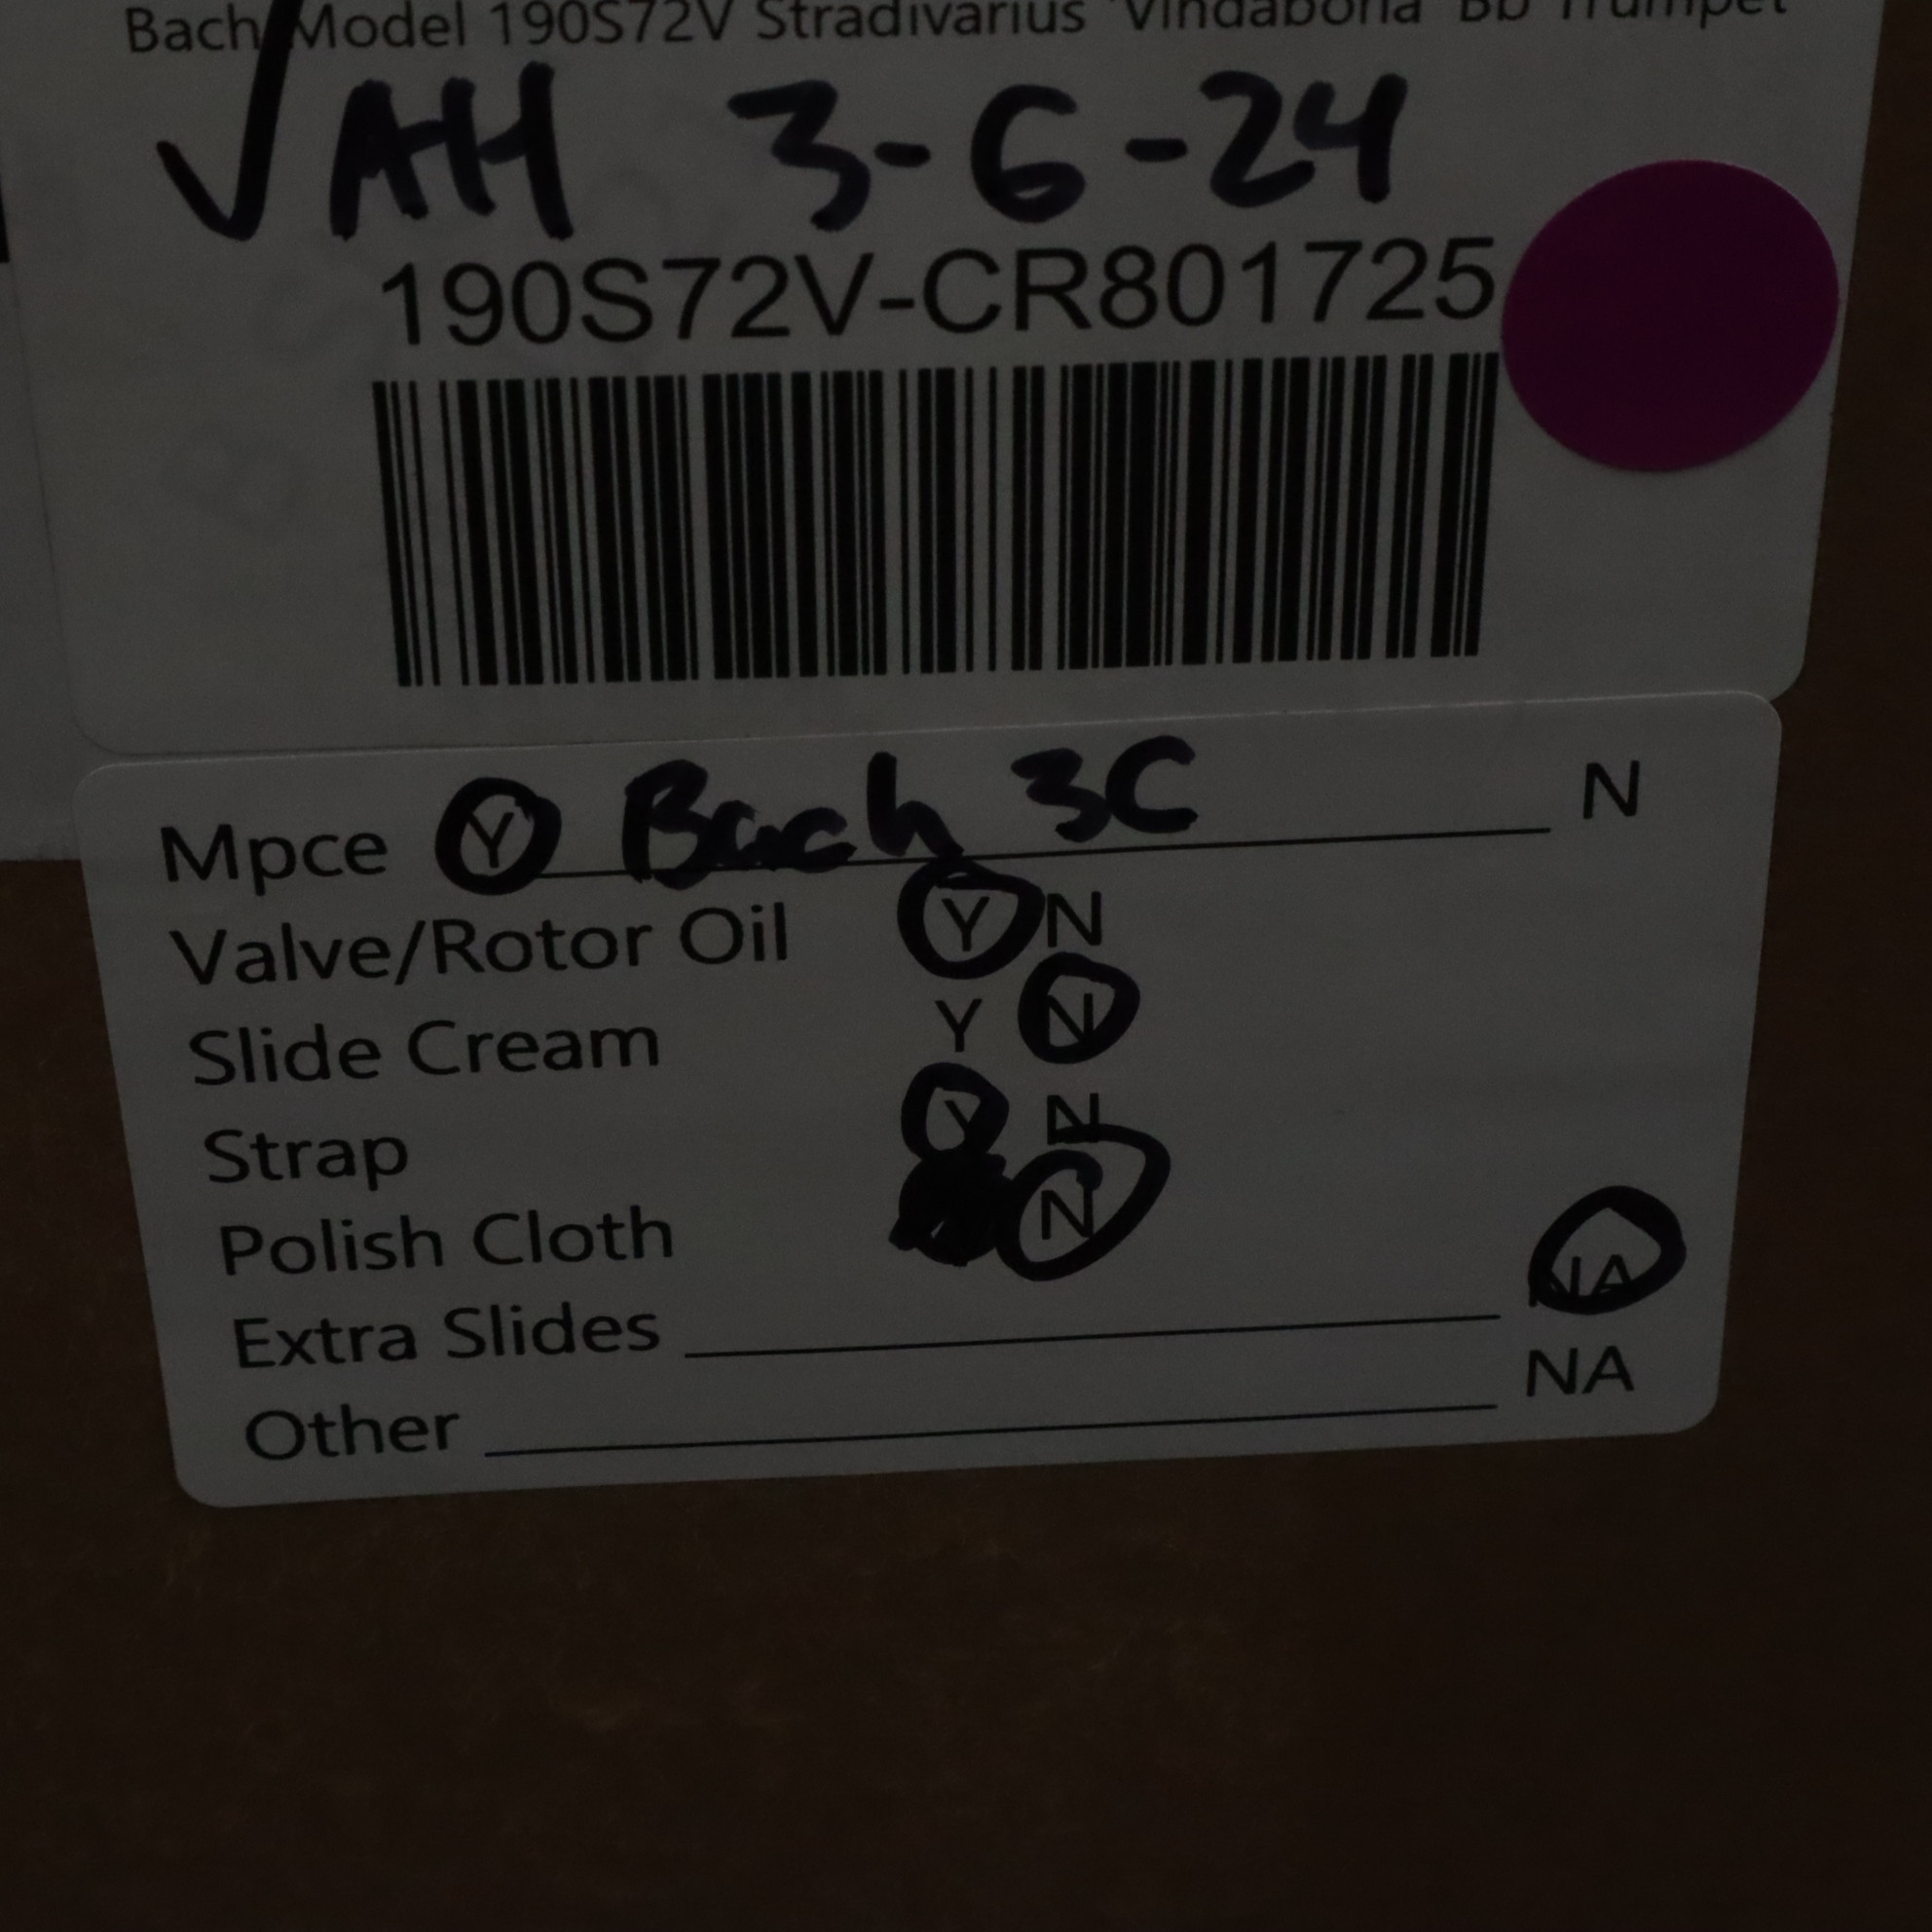 Bach Model 190S72V Stradivarius 'Vindabona' Bb Trumpet
√ AH 3-6-24
190S72V-CR801725
Mpce Y Bach 3C N
Valve/Rotor Oil Y N
Slide Cream Y N
Strap Y N
Polish Cloth N
Extra Slides NA
Other NA